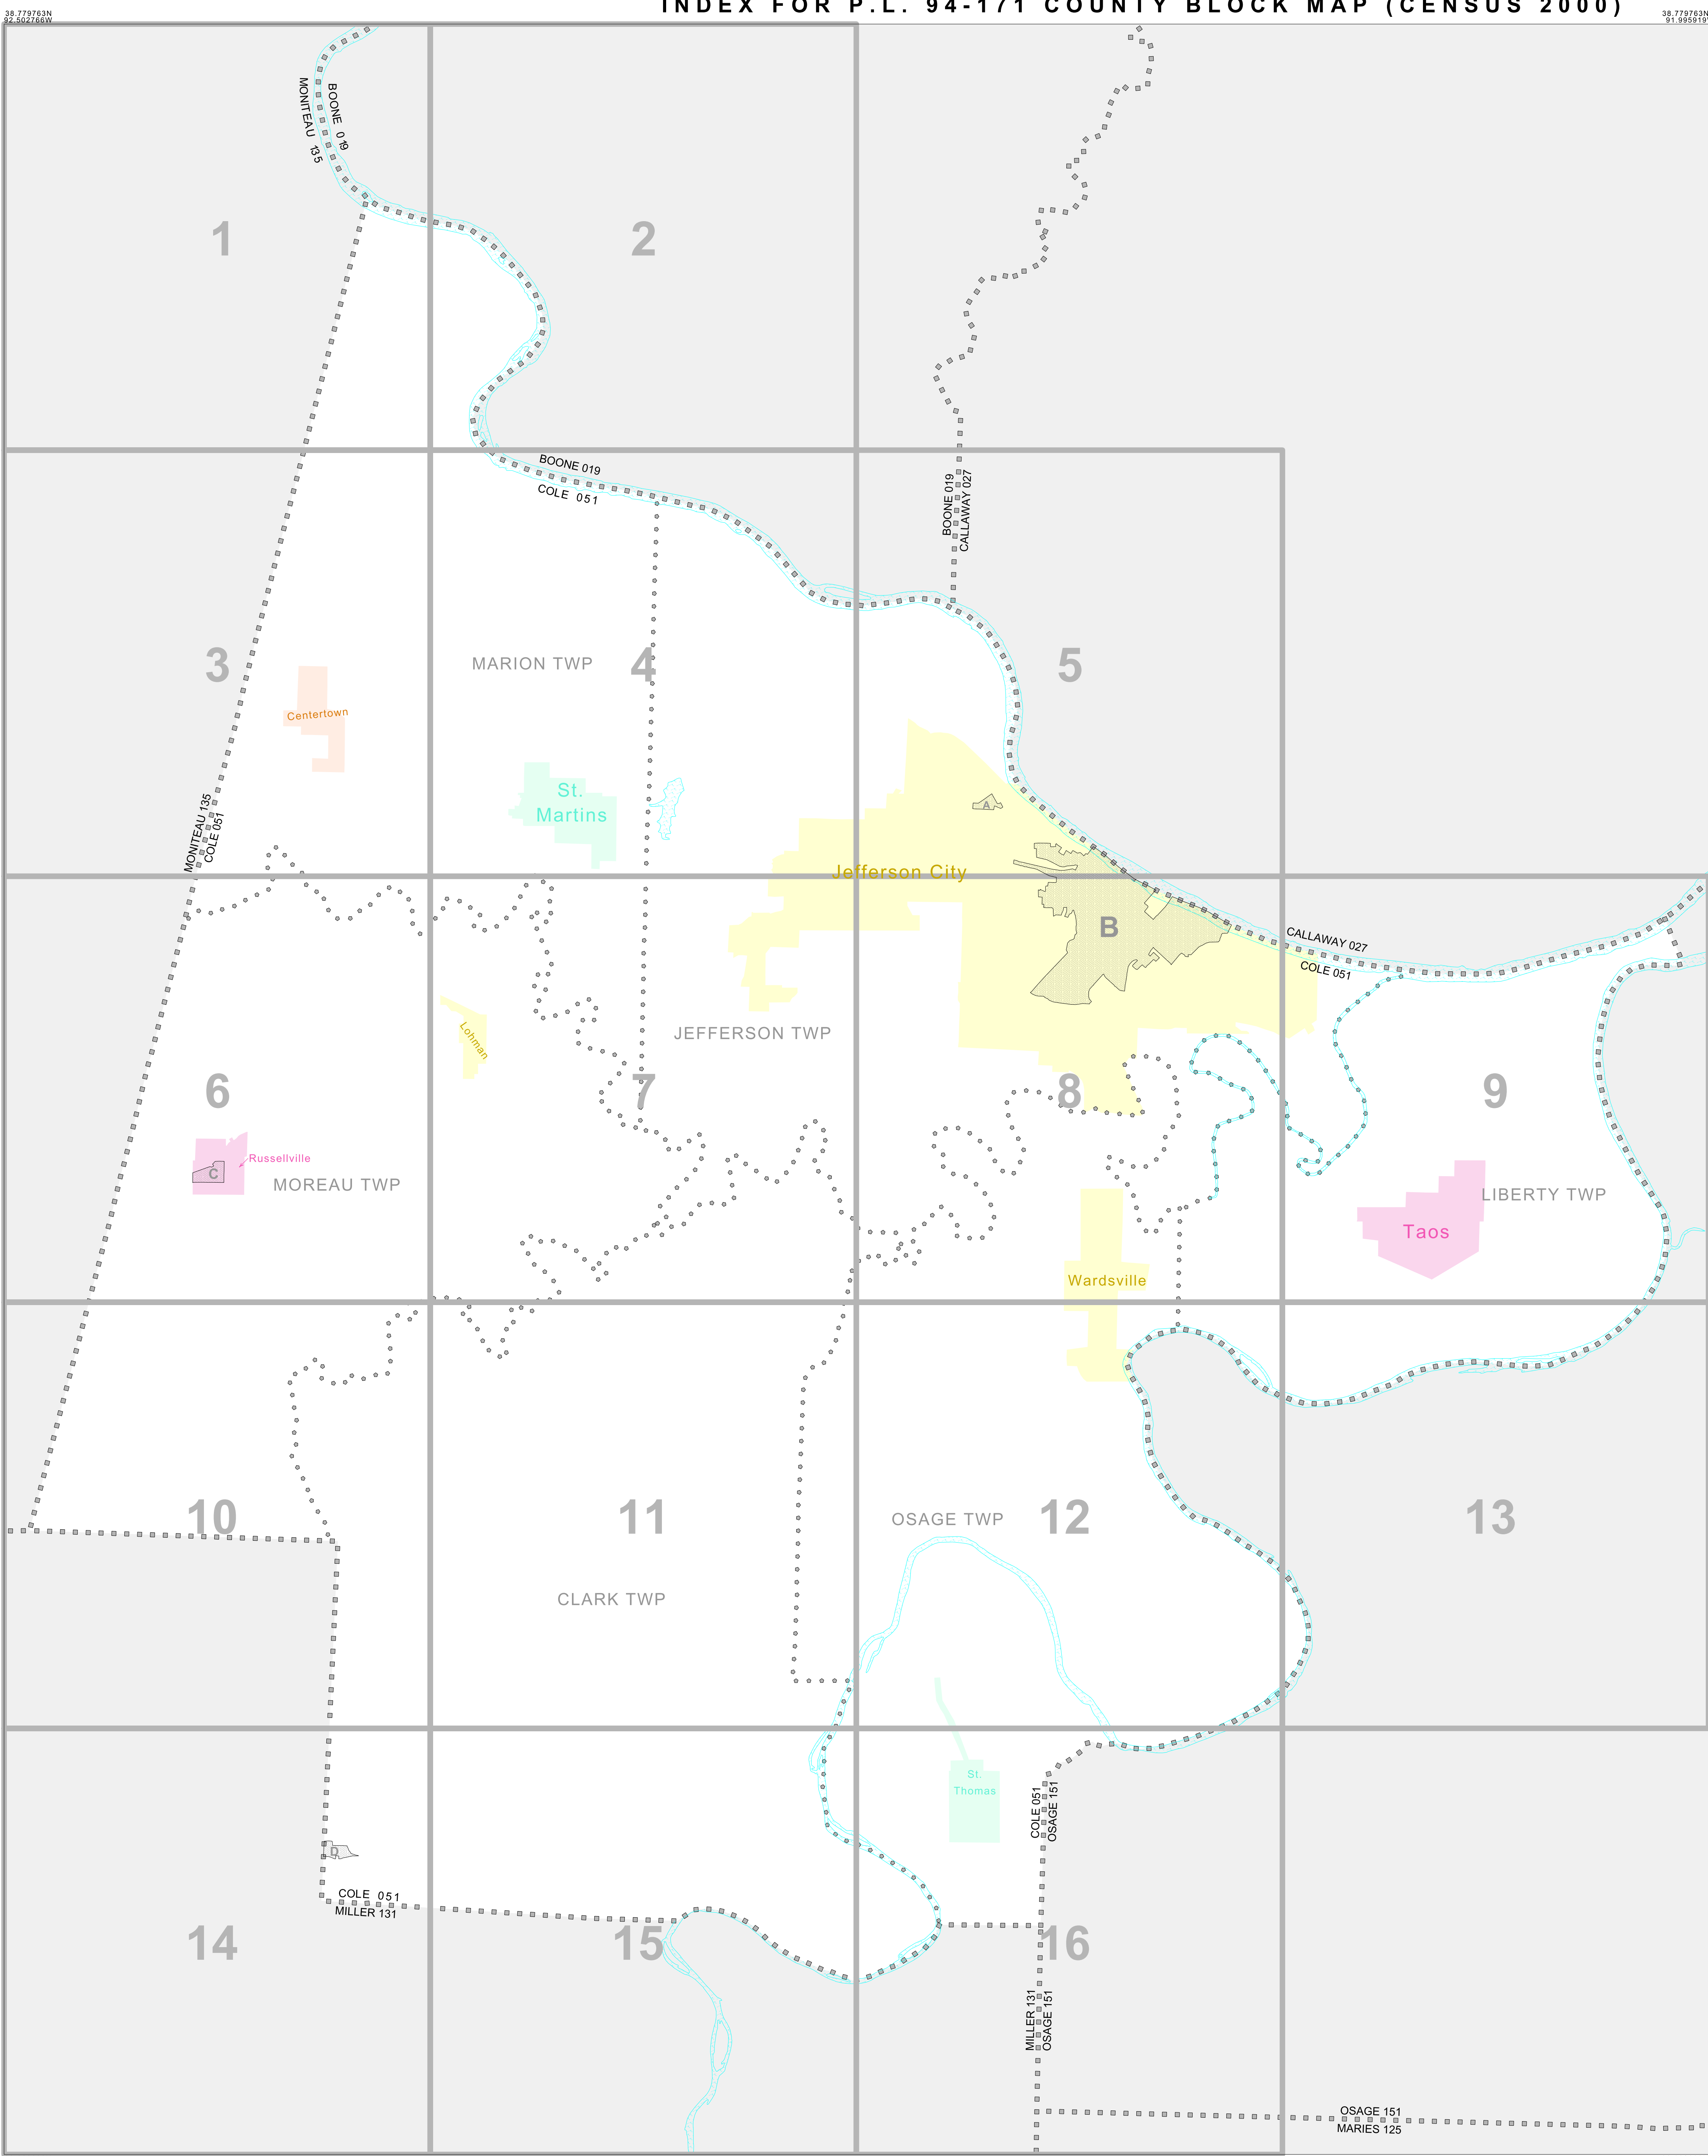 INDEX FOR P.L. 94-171 COUNTY BLOCK MAP (CENSUS 2000)
38.779763N
92.502766W
38.779763N
91.995919
BOONE 019
MONITEAU 135
1
2
BOONE 019
COLE 051
BOONE 019
CALLAWAY 027
3
MARION TWP
4
5
Centertown
St.
Martins
A
MONITEAU 135
COLE 051
Jefferson City
B
CALLAWAY 027
COLE 051
Lohman
JEFFERSON TWP
6
7
8
9
Russellville
C
MOREAU TWP
LIBERTY TWP
Taos
Wardsville
10
11
OSAGE TWP
12
13
CLARK TWP
St.
Thomas
COLE 051
OSAGE 151
D
COLE 051
MILLER 131
14
15
16
MILLER 131
OSAGE 151
OSAGE 151
MARIES 125